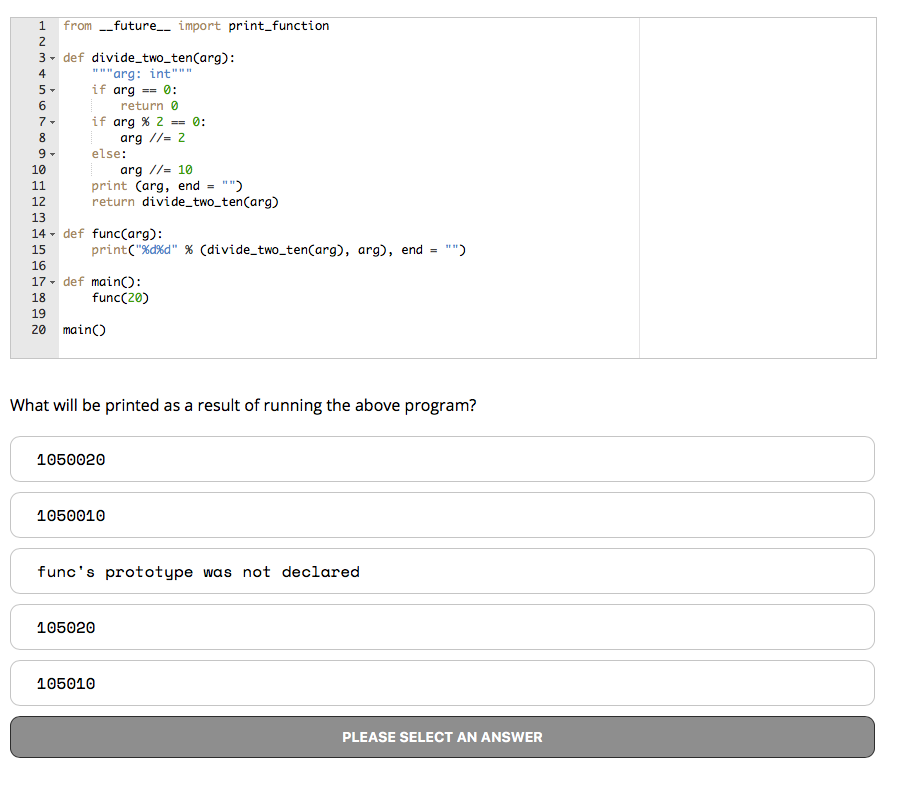 1 from __future__ import print_function
2
3 def divide_two_ten(arg):
4     """arg: int"""
5     if arg == 0:
6         return 0
7     if arg % 2 == 0:
8         arg //= 2
9     else:
10         arg //= 10
11     print (arg, end = "")
12     return divide_two_ten(arg)
13
14 def func(arg):
15     print("%d%d" % (divide_two_ten(arg), arg), end = "")
16
17 def main():
18     func(20)
19
20 main()
What will be printed as a result of running the above program?
1050020
1050010
func's prototype was not declared
105020
105010
PLEASE SELECT AN ANSWER